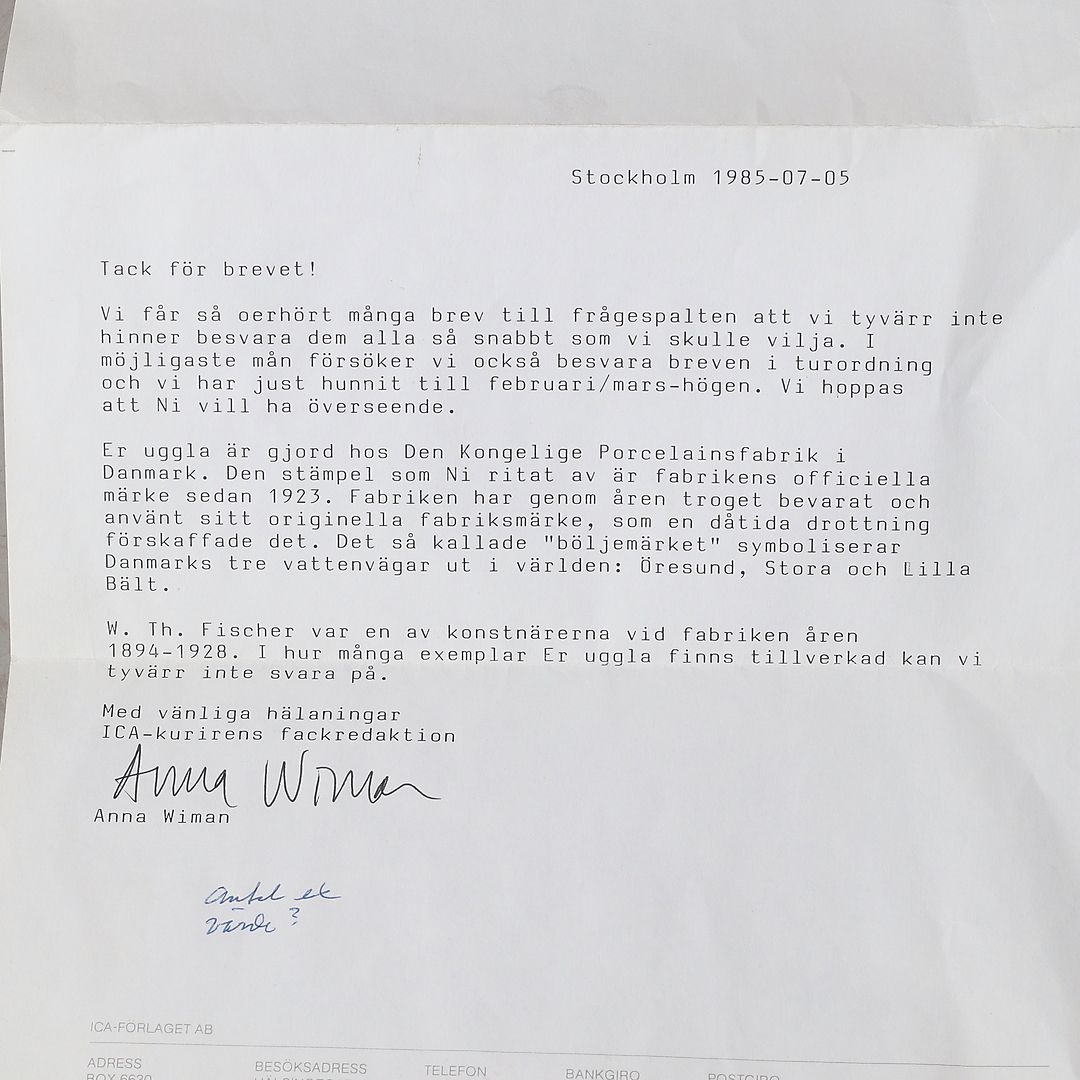 Stockholm 1985-07-05
Tack för brevet!
Vi får så oerhört många brev till frågespalten att vi tyvärr inte
hinner besvara dem alla så snabbt som vi skulle vilja. I
möjligaste mån försöker vi också besvara breven i turordning
och vi har just hunnit till februari/mars-högen. Vi hoppas
att Ni vill ha överseende.
Er uggla är gjord hos Den Kongelige Porcelainsfabrik i
Danmark. Den stämpel som Ni ritat av är fabrikens officiella
märke sedan 1923. Fabriken har genom åren troget bevarat och
använt sitt originella fabriksmärke, som en dåtida drottning
förskaffade det. Det så kallade "böljemärket" symboliserar
Danmarks tre vattenvägar ut i världen: Öresund, Stora och Lilla
Bält.
W. Th. Fischer var en av konstnärerna vid fabriken åren
1894-1928. I hur många exemplar Er uggla finns tillverkad kan vi
tyvärr inte svara på.
Med vänliga hälaningar
ICA-kurirens fackredaktion
Anna Wiman
Anna Wiman
Antal ex
värde?
ICA-FÖRLAGET AB
ADRESS BESÖKSADRESS TELEFON BANKGIRO POSTGIRO
BOX 6630